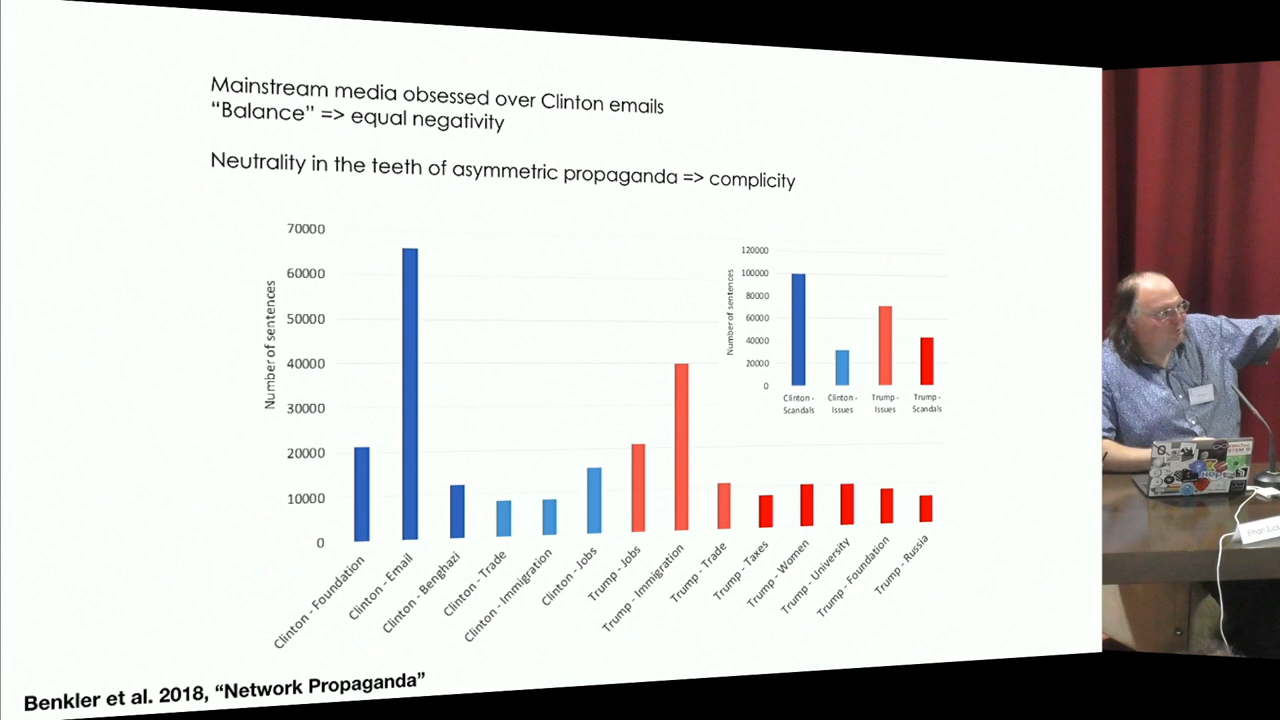 Mainstream media obsessed over Clinton emails
“Balance” => equal negativity
Neutrality in the teeth of asymmetric propaganda => complicity
70000
60000
50000
40000
30000
20000
10000
0
Number of sentences
Clinton - Foundation
Clinton - Email
Clinton - Benghazi
Clinton - Trade
Clinton - Immigration
Clinton - Jobs
Trump - Jobs
Trump - Immigration
Trump - Trade
Trump - Taxes
Trump - Women
Trump - University
Trump - Foundation
Trump - Russia
120000
100000
80000
60000
40000
20000
0
Number of sentences
Clinton -
Scandals
Clinton -
Issues
Trump -
Issues
Trump -
Scandals
Benkler et al. 2018, “Network Propaganda”
Ethan